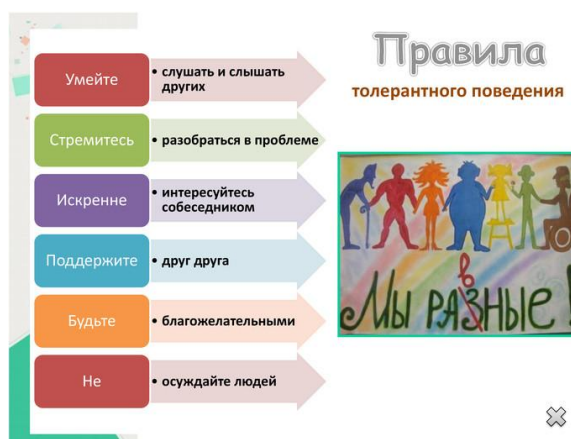 Правила
толерантного поведения
Умейте
• слушать и слышать
других
Стремитесь
• разобраться в проблеме
Искренне
• интересуйтесь
собеседником
Поддержите
• друг друга
Будьте
• благожелательными
Не
• осуждайте людей
в
Мы разные!